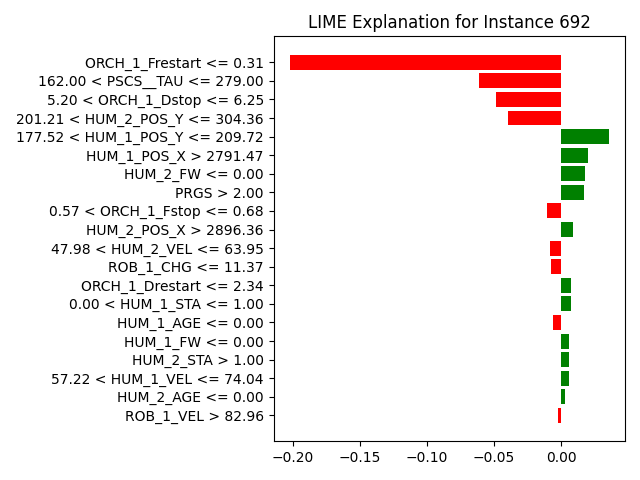 LIME Explanation for Instance 692
ORCH_1_Frestart <= 0.31
162.00 < PSCS__TAU <= 279.00
5.20 < ORCH_1_Dstop <= 6.25
201.21 < HUM_2_POS_Y <= 304.36
177.52 < HUM_1_POS_Y <= 209.72
HUM_1_POS_X > 2791.47
HUM_2_FW <= 0.00
PRGS > 2.00
0.57 < ORCH_1_Fstop <= 0.68
HUM_2_POS_X > 2896.36
47.98 < HUM_2_VEL <= 63.95
ROB_1_CHG <= 11.37
ORCH_1_Drestart <= 2.34
0.00 < HUM_1_STA <= 1.00
HUM_1_AGE <= 0.00
HUM_1_FW <= 0.00
HUM_2_STA > 1.00
57.22 < HUM_1_VEL <= 74.04
HUM_2_AGE <= 0.00
ROB_1_VEL > 82.96
−0.20 −0.15 −0.10 −0.05 0.00